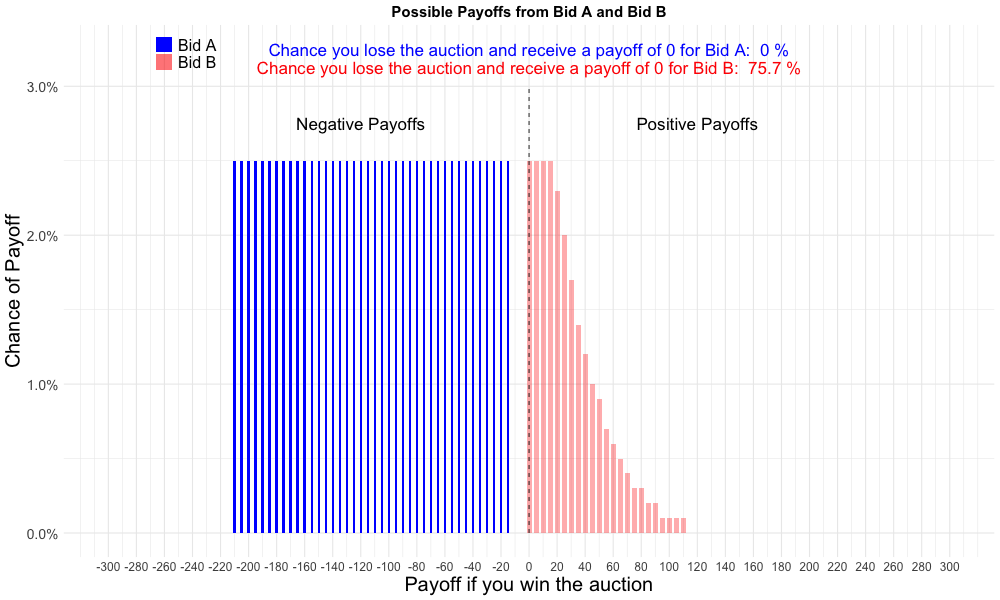 Possible Payoffs from Bid A and Bid B
Bid A
Bid B
Chance you lose the auction and receive a payoff of 0 for Bid A:  0 %
Chance you lose the auction and receive a payoff of 0 for Bid B:  75.7 %
Negative Payoffs
Positive Payoffs
Chance of Payoff
3.0%
2.0%
1.0%
0.0%
-300 -280 -260 -240 -220 -200 -180 -160 -140 -120 -100 -80 -60 -40 -20 0 20 40 60 80 100 120 140 160 180 200 220 240 260 280 300
Payoff if you win the auction